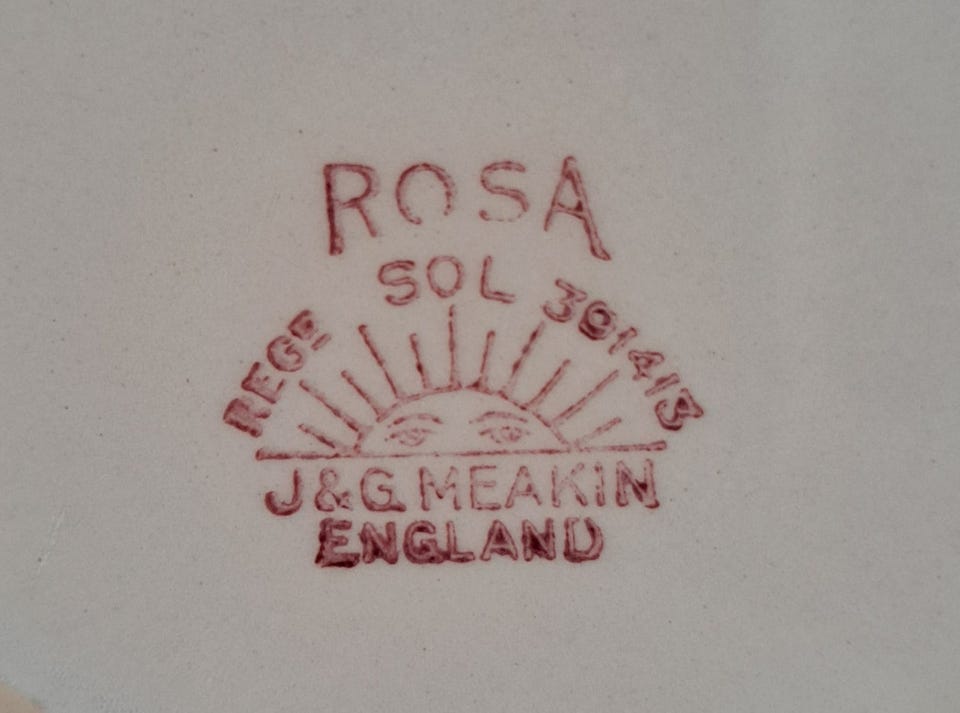 ROSA
SOL
REGᴰ 391413
J & G. MEAKIN
ENGLAND